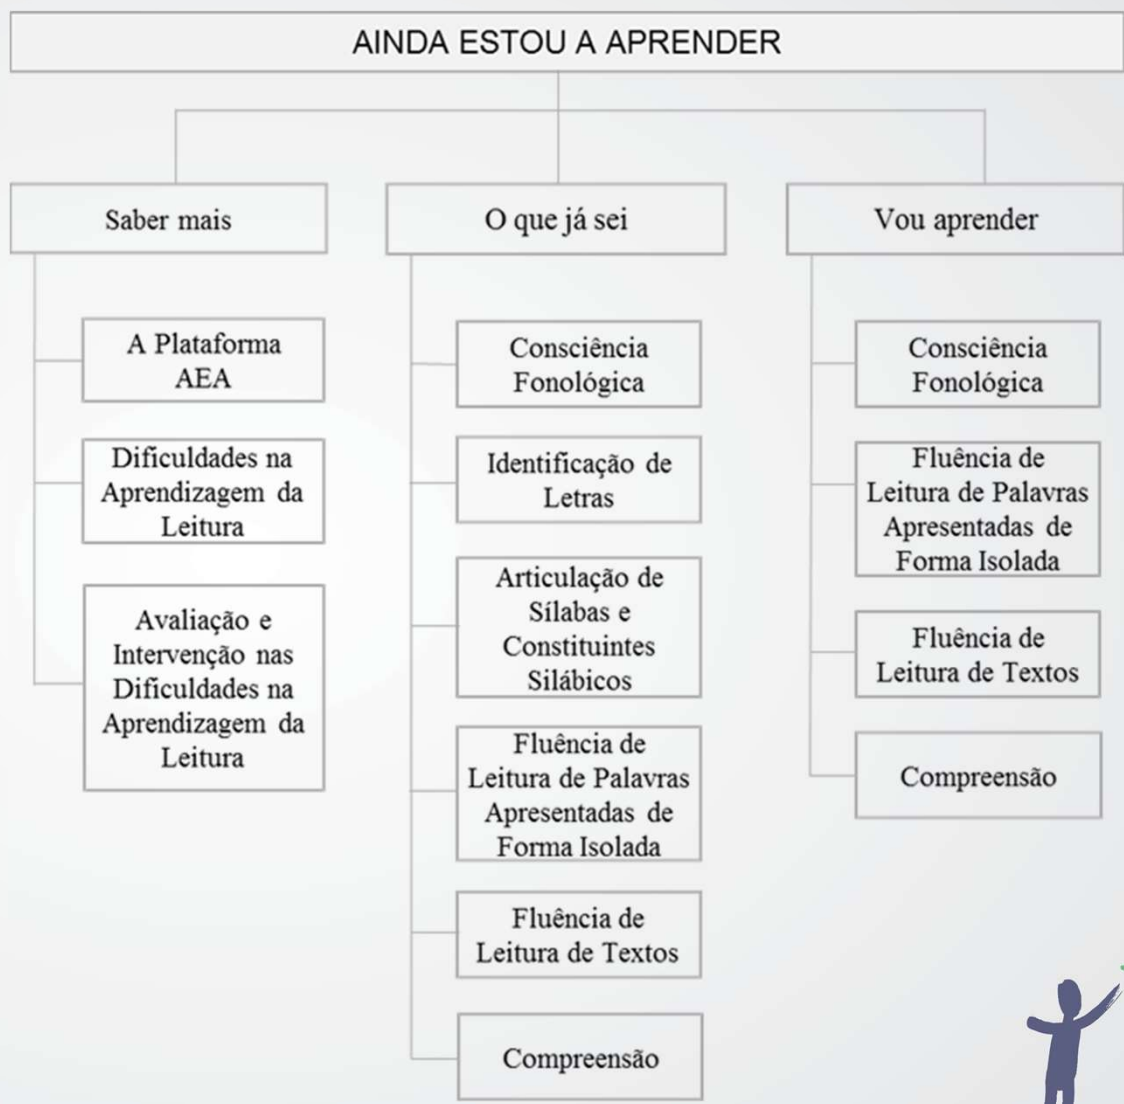 AINDA ESTOU A APRENDER
Saber mais
A Plataforma
AEA
Dificuldades na
Aprendizagem da
Leitura
Avaliação e
Intervenção nas
Dificuldades na
Aprendizagem da
Leitura
O que já sei
Consciência
Fonológica
Identificação de
Letras
Articulação de
Sílabas e
Constituintes
Silábicos
Fluência de
Leitura de Palavras
Apresentadas de
Forma Isolada
Fluência de
Leitura de Textos
Compreensão
Vou aprender
Consciência
Fonológica
Fluência de
Leitura de Palavras
Apresentadas de
Forma Isolada
Fluência de
Leitura de Textos
Compreensão